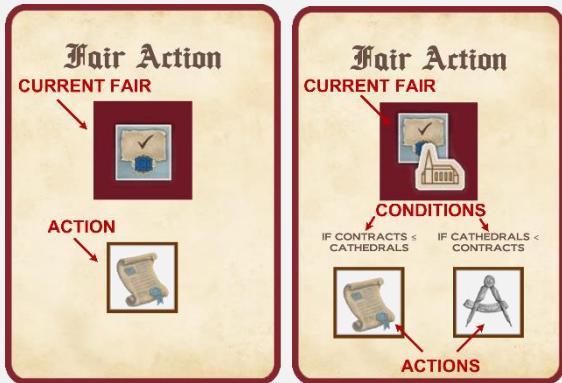 Fair Action
CURRENT FAIR
ACTION
Fair Action
CURRENT FAIR
CONDITIONS
IF CONTRACTS ≤
CATHEDRALS
IF CATHEDRALS <
CONTRACTS
ACTIONS